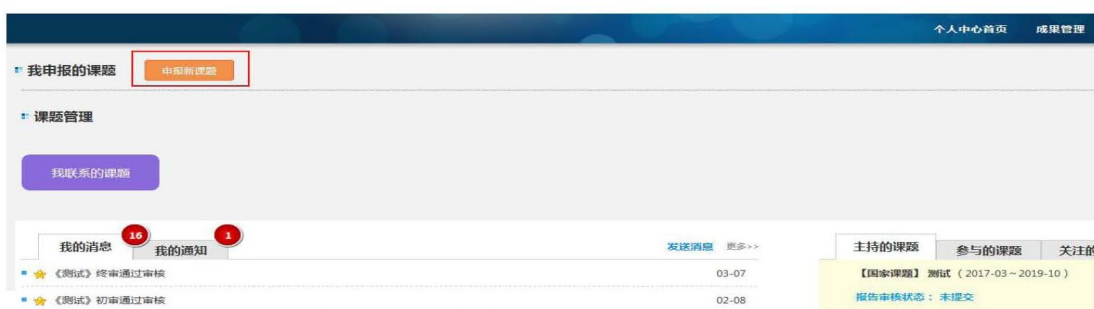 个人中心首页 成果管理
我申报的课题 申报新课题
课题管理
我联系的课题
我的消息 16 我的通知 1 发送消息 更多>>
《测试》终审通过审核 03-07
《测试》初审通过审核 02-08
主持的课题 参与的课题 关注的
【国家课题】 测试 （2017-03~2019-10）
报告审核状态： 未提交